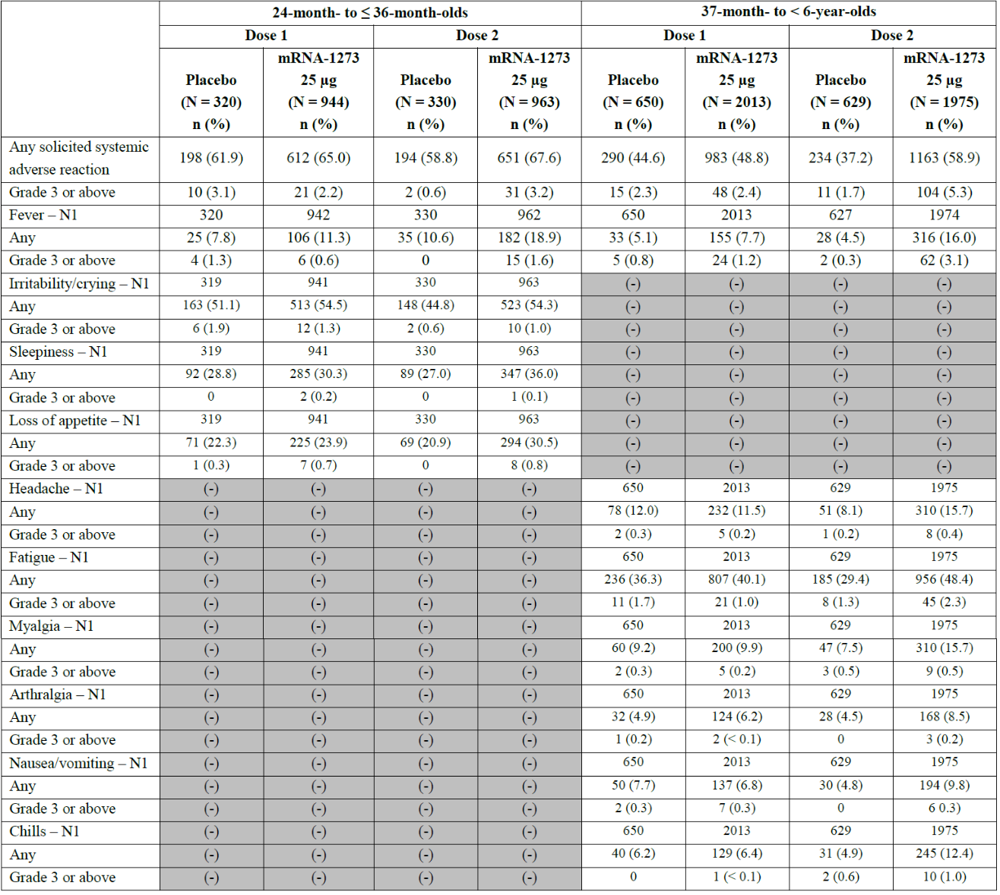 24-month- to ≤ 36-month-olds 37-month- to < 6-year-olds
Dose 1 Dose 2 Dose 1 Dose 2
Placebo (N = 320) n (%) mRNA-1273 25 µg (N = 944) n (%) Placebo (N = 330) n (%) mRNA-1273 25 µg (N = 963) n (%) Placebo (N = 650) n (%) mRNA-1273 25 µg (N = 2013) n (%) Placebo (N = 629) n (%) mRNA-1273 25 µg (N = 1975) n (%)
Any solicited systemic adverse reaction 198 (61.9) 612 (65.0) 194 (58.8) 651 (67.6) 290 (44.6) 983 (48.8) 234 (37.2) 1163 (58.9)
Grade 3 or above 10 (3.1) 21 (2.2) 2 (0.6) 31 (3.2) 15 (2.3) 48 (2.4) 11 (1.7) 104 (5.3)
Fever – N1 320 942 330 962 650 2013 627 1974
Any 25 (7.8) 106 (11.3) 35 (10.6) 182 (18.9) 33 (5.1) 155 (7.7) 28 (4.5) 316 (16.0)
Grade 3 or above 4 (1.3) 6 (0.6) 0 15 (1.6) 5 (0.8) 24 (1.2) 2 (0.3) 62 (3.1)
Irritability/crying – N1 319 941 330 963 (-) (-) (-) (-)
Any 163 (51.1) 513 (54.5) 148 (44.8) 523 (54.3) (-) (-) (-) (-)
Grade 3 or above 6 (1.9) 12 (1.3) 2 (0.6) 10 (1.0) (-) (-) (-) (-)
Sleepiness – N1 319 941 330 963 (-) (-) (-) (-)
Any 92 (28.8) 285 (30.3) 89 (27.0) 347 (36.0) (-) (-) (-) (-)
Grade 3 or above 0 2 (0.2) 0 1 (0.1) (-) (-) (-) (-)
Loss of appetite – N1 319 941 330 963 (-) (-) (-) (-)
Any 71 (22.3) 225 (23.9) 69 (20.9) 294 (30.5) (-) (-) (-) (-)
Grade 3 or above 1 (0.3) 7 (0.7) 0 8 (0.8) (-) (-) (-) (-)
Headache – N1 (-) (-) (-) (-) 650 2013 629 1975
Any (-) (-) (-) (-) 78 (12.0) 232 (11.5) 51 (8.1) 310 (15.7)
Grade 3 or above (-) (-) (-) (-) 2 (0.3) 5 (0.2) 1 (0.2) 8 (0.4)
Fatigue – N1 (-) (-) (-) (-) 650 2013 629 1975
Any (-) (-) (-) (-) 236 (36.3) 807 (40.1) 185 (29.4) 956 (48.4)
Grade 3 or above (-) (-) (-) (-) 11 (1.7) 21 (1.0) 8 (1.3) 45 (2.3)
Myalgia – N1 (-) (-) (-) (-) 650 2013 629 1975
Any (-) (-) (-) (-) 60 (9.2) 200 (9.9) 47 (7.5) 310 (15.7)
Grade 3 or above (-) (-) (-) (-) 2 (0.3) 5 (0.2) 3 (0.5) 9 (0.5)
Arthralgia – N1 (-) (-) (-) (-) 650 2013 629 1975
Any (-) (-) (-) (-) 32 (4.9) 124 (6.2) 28 (4.5) 168 (8.5)
Grade 3 or above (-) (-) (-) (-) 1 (0.2) 2 (< 0.1) 0 3 (0.2)
Nausea/vomiting – N1 (-) (-) (-) (-) 650 2013 629 1975
Any (-) (-) (-) (-) 50 (7.7) 137 (6.8) 30 (4.8) 194 (9.8)
Grade 3 or above (-) (-) (-) (-) 2 (0.3) 7 (0.3) 0 6 0.3)
Chills – N1 (-) (-) (-) (-) 650 2013 629 1975
Any (-) (-) (-) (-) 40 (6.2) 129 (6.4) 31 (4.9) 245 (12.4)
Grade 3 or above (-) (-) (-) (-) 0 1 (< 0.1) 2 (0.6) 10 (1.0)